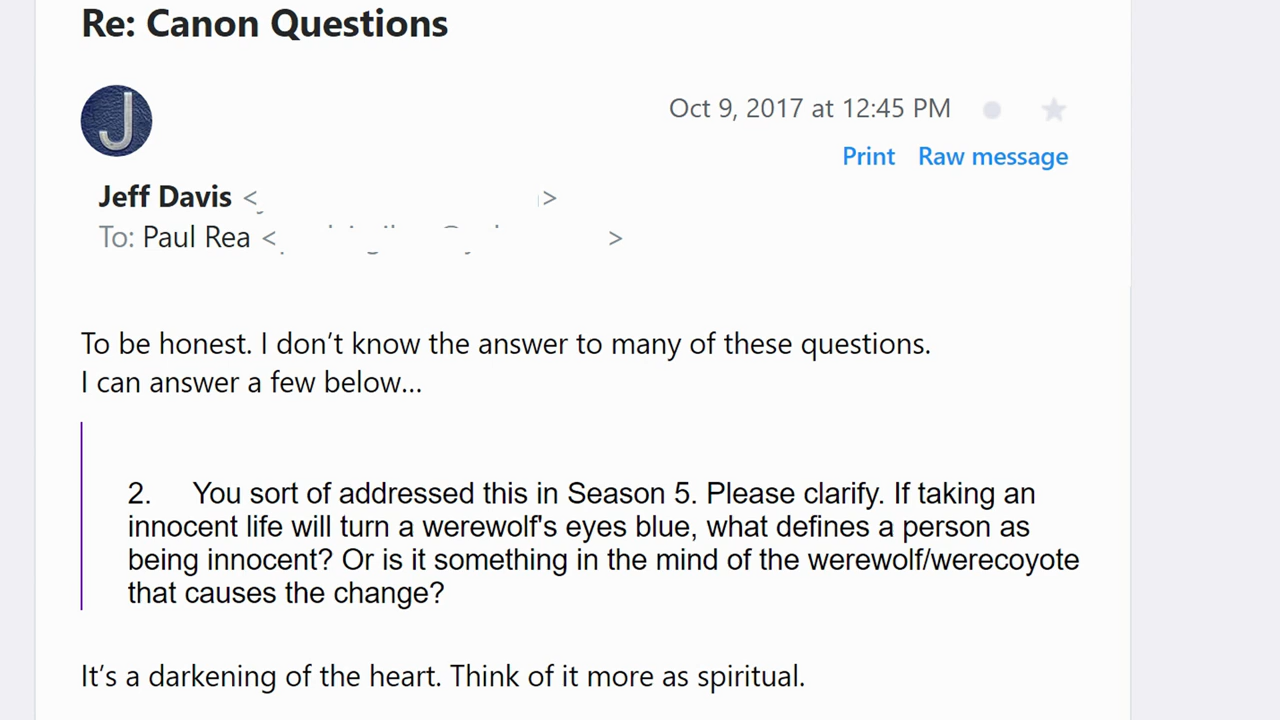 Re: Canon Questions
J
Oct 9, 2017 at 12:45 PM
Print Raw message
Jeff Davis < >
To: Paul Rea < >
To be honest. I don’t know the answer to many of these questions.
I can answer a few below...
2. You sort of addressed this in Season 5. Please clarify. If taking an
innocent life will turn a werewolf's eyes blue, what defines a person as
being innocent? Or is it something in the mind of the werewolf/werecoyote
that causes the change?
It’s a darkening of the heart. Think of it more as spiritual.